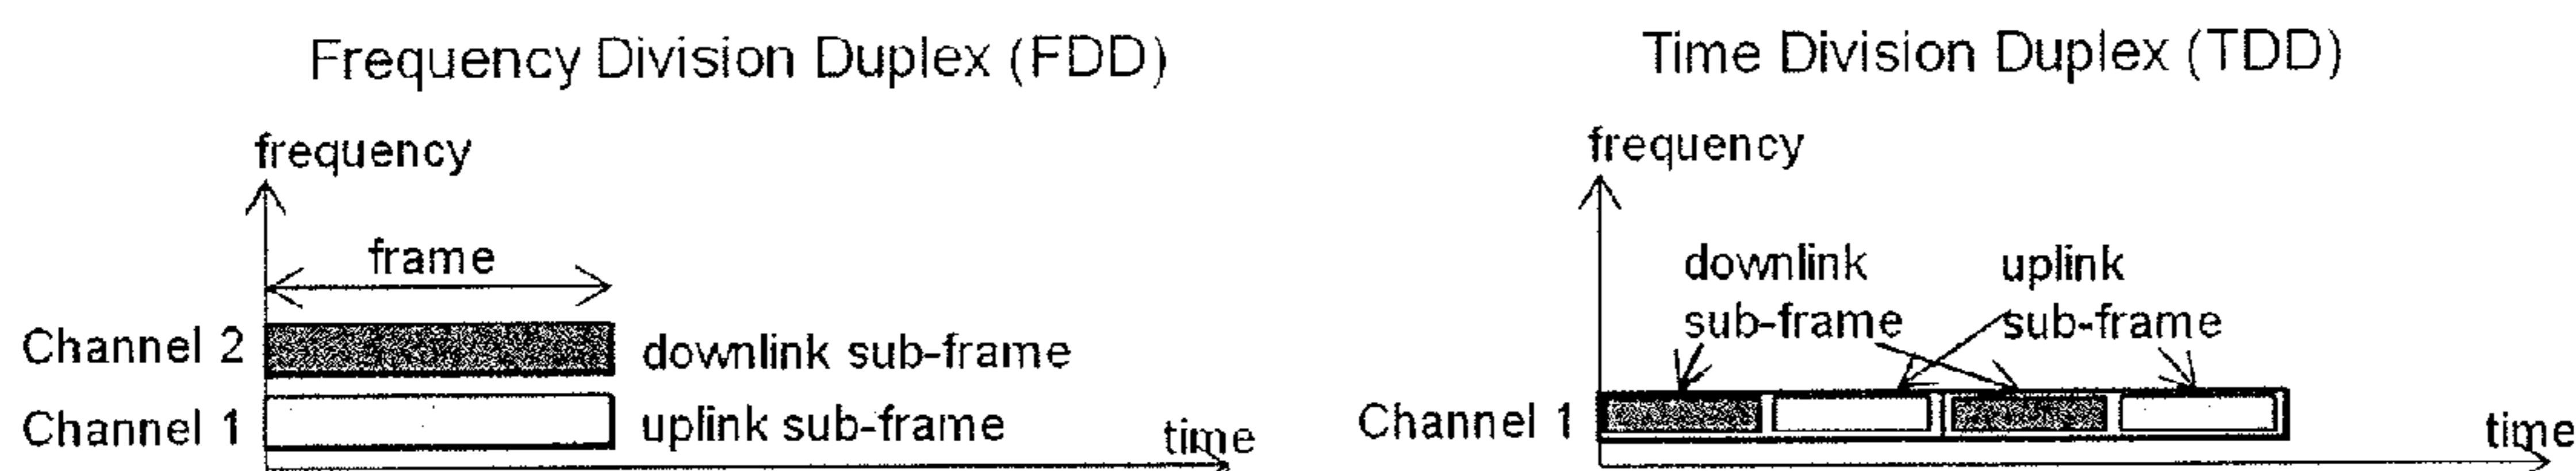 Frequency Division Duplex (FDD)
frequency
frame
Channel 2
downlink sub-frame
Channel 1
uplink sub-frame
time
Time Division Duplex (TDD)
frequency
downlink
sub-frame
uplink
sub-frame
Channel 1
time